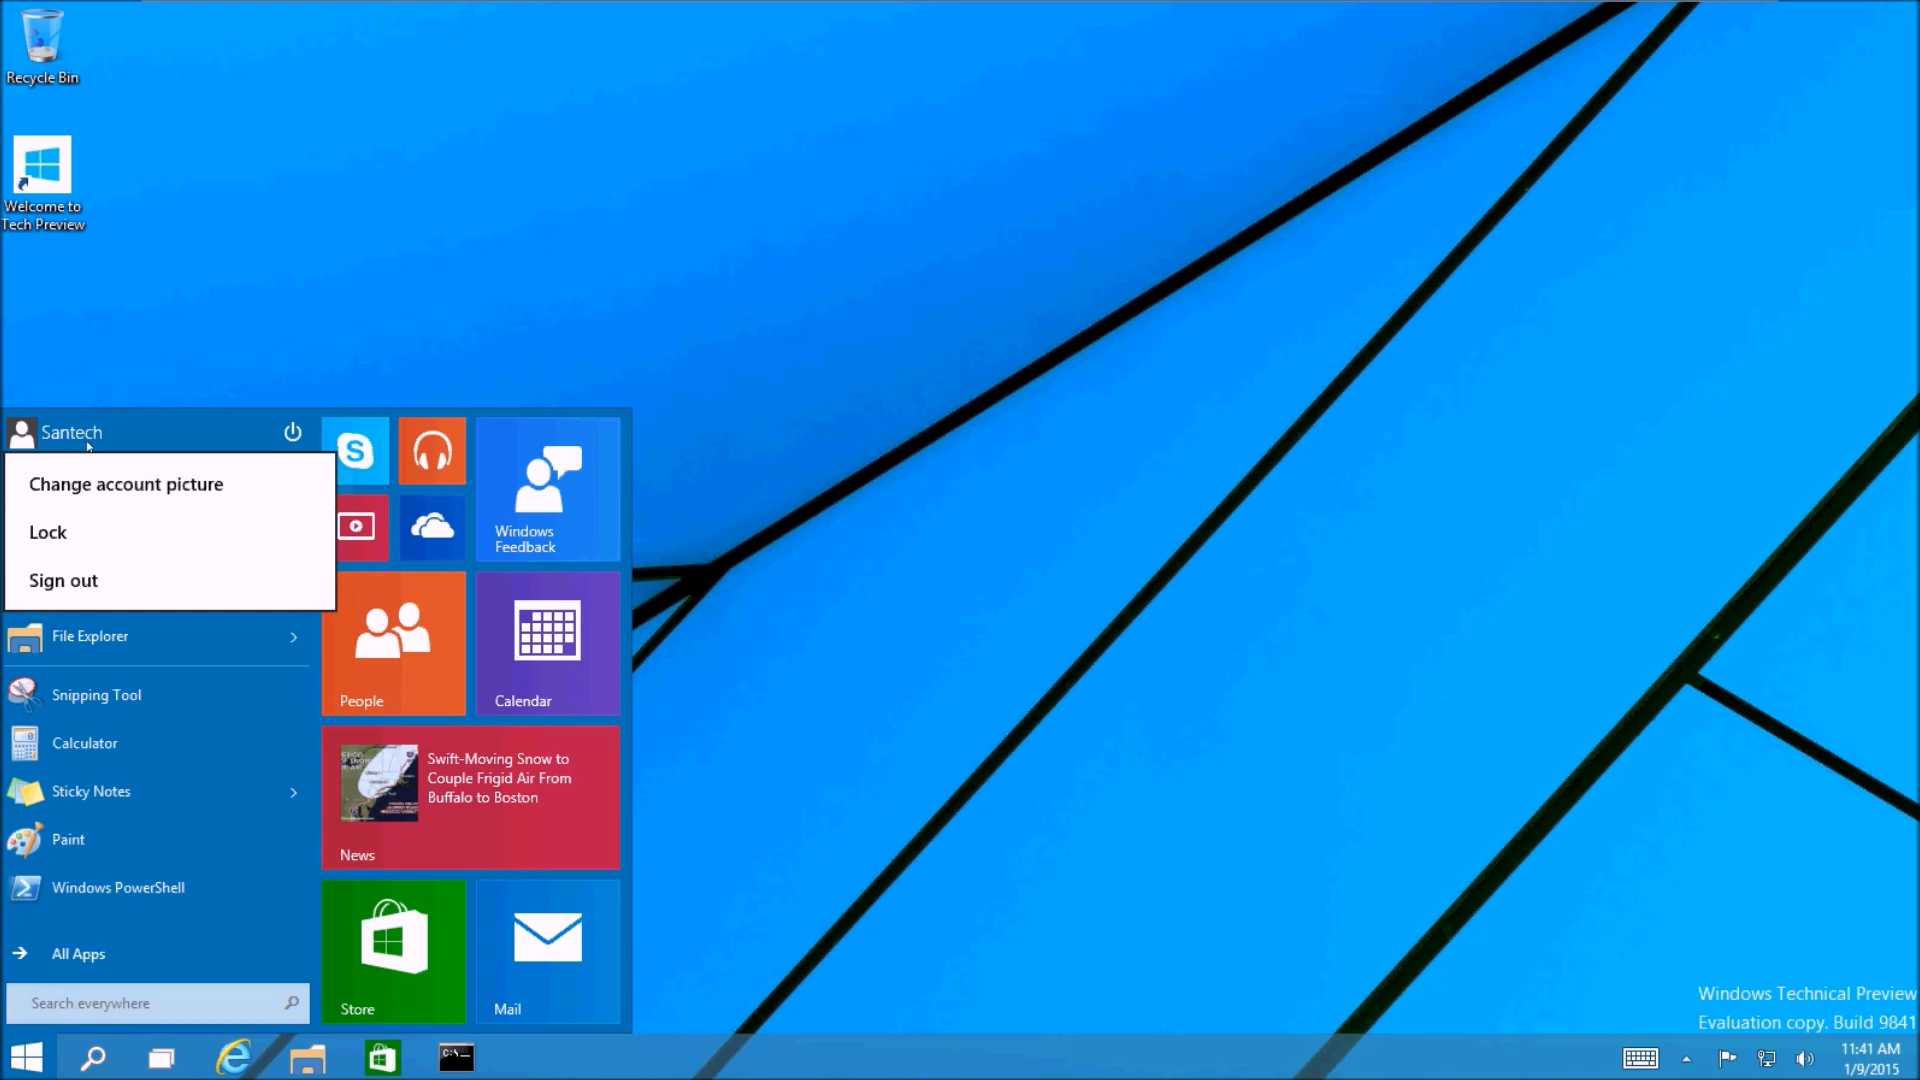 Recycle Bin
Welcome to
Tech Preview
Santech
Change account picture
Lock
Sign out
File Explorer
Snipping Tool
Calculator
Sticky Notes
Paint
Windows PowerShell
All Apps
Search everywhere
S
Windows
Feedback
People
Calendar
Swift-Moving Snow to
Couple Frigid Air From
Buffalo to Boston
News
Store
Mail
Windows Technical Preview
Evaluation copy. Build 9841
C:\_
11:41 AM
1/9/2015